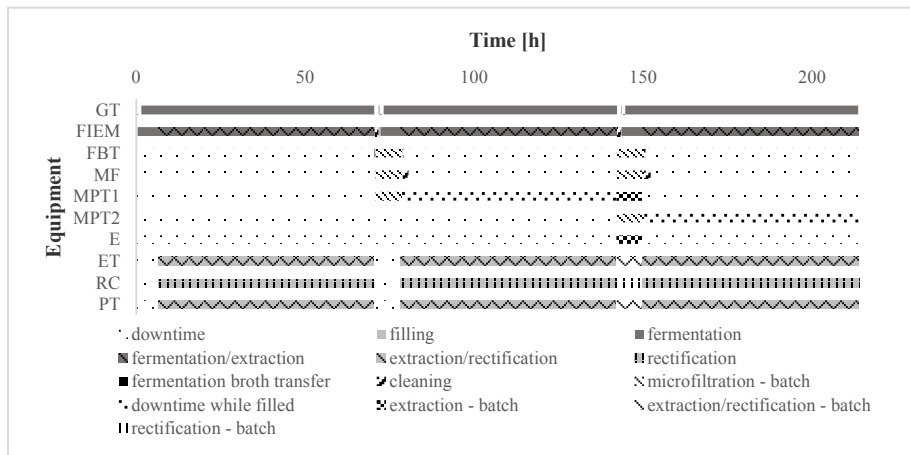 Time [h]
0 50 100 150 200
Equipment
GT
FIEM
FBT
MF
MPT1
MPT2
E
ET
RC
PT
downtime filling fermentation
fermentation/extraction extraction/rectification rectification
fermentation broth transfer cleaning microfiltration - batch
downtime while filled extraction - batch extraction/rectification - batch
rectification - batch